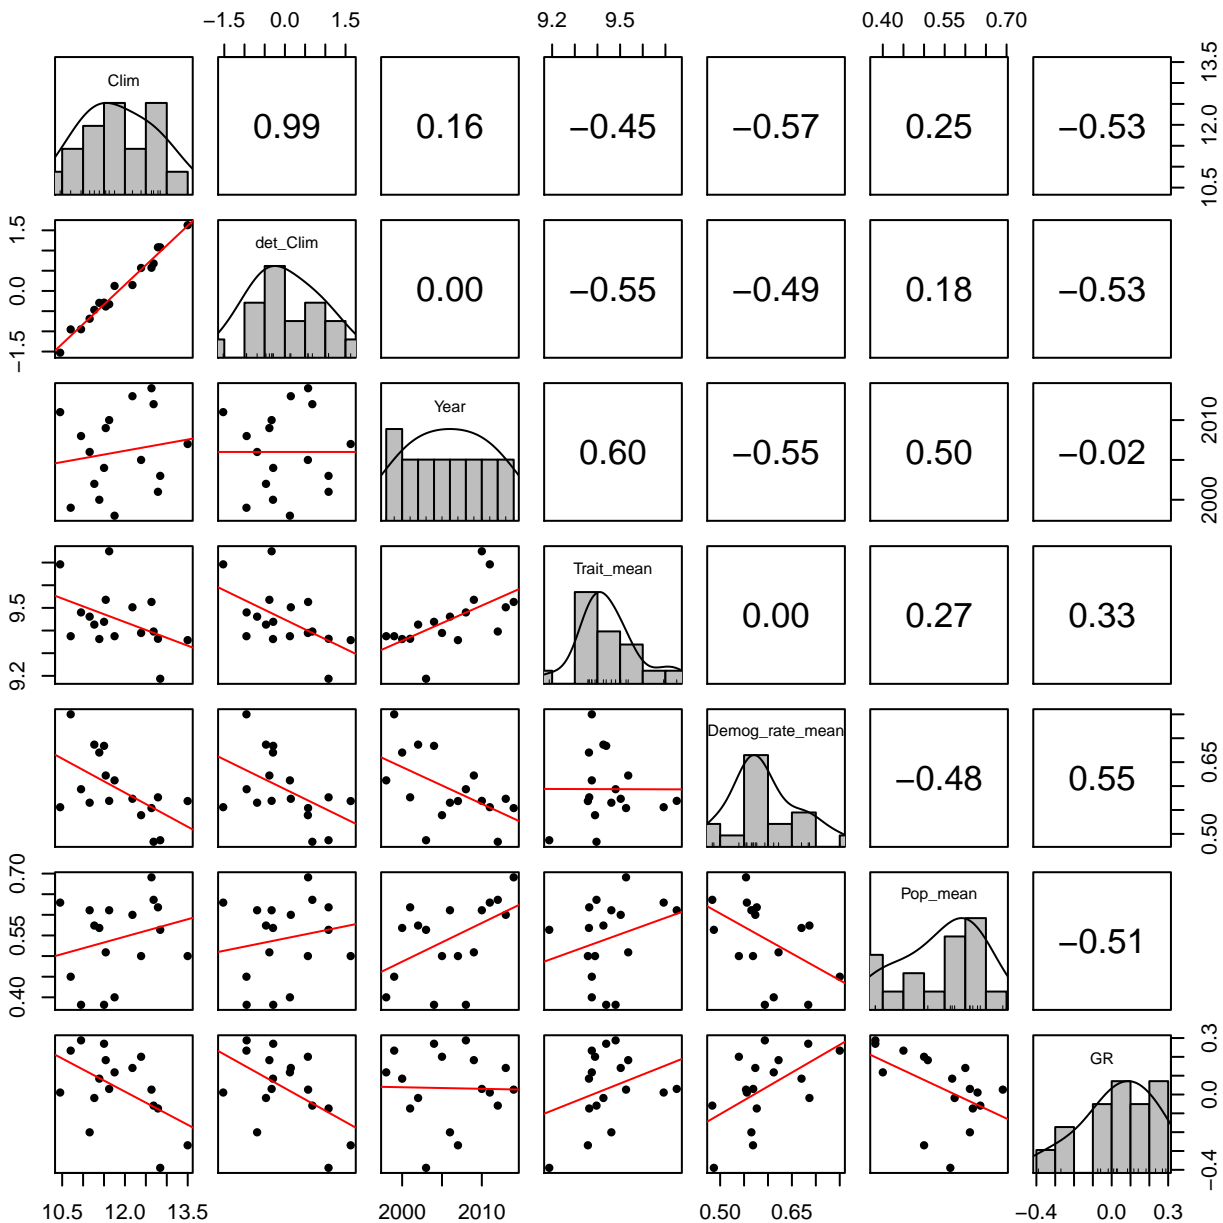 −1.5 0.0 1.5 9.2 9.5 0.40 0.55 0.70
Clim 0.99 0.16 −0.45 −0.57 0.25 −0.53 10.5 12.0 13.5
−1.5 0.0 1.5 det_Clim 0.00 −0.55 −0.49 0.18 −0.53
Year 0.60 −0.55 0.50 −0.02 2000 2010
9.2 9.5 Trait_mean 0.00 0.27 0.33
Demog_rate_mean −0.48 0.55 0.50 0.65
0.40 0.55 0.70 Pop_mean −0.51
GR −0.4 0.0 0.3
10.5 12.0 13.5 2000 2010 0.50 0.65 −0.4 0.0 0.3